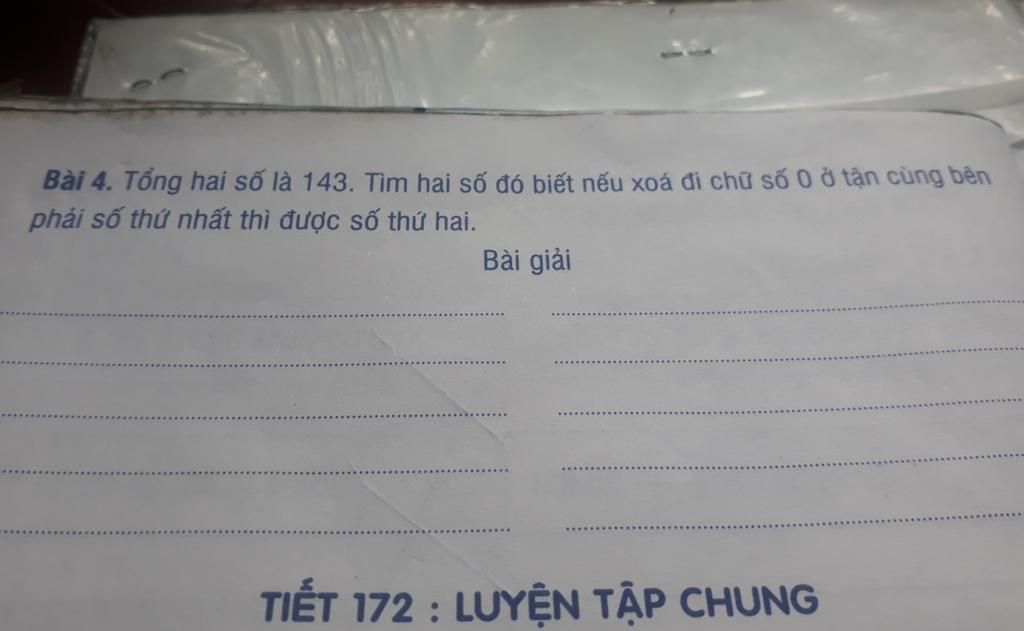 Bài 4. Tổng hai số là 143. Tìm hai số đó biết nếu xoá đi chữ số 0 ở tận cùng bên
phải số thứ nhất thì được số thứ hai.
Bài giải
TIẾT 172 : LUYỆN TẬP CHUNG